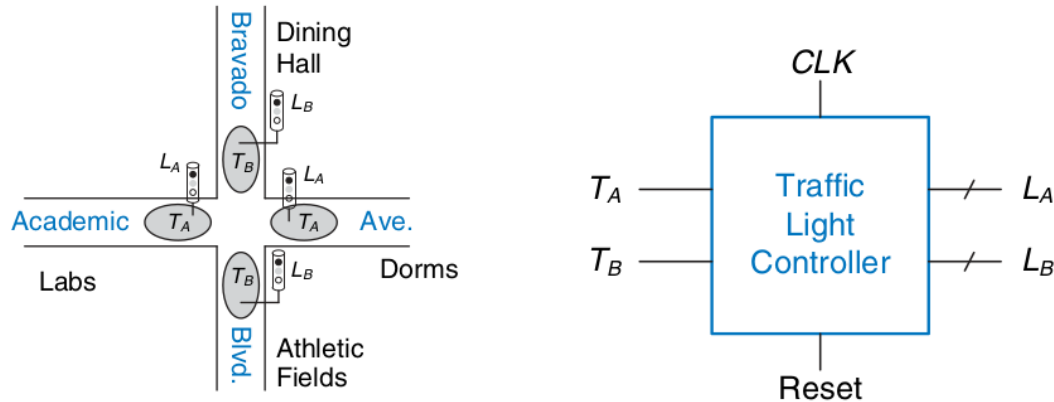 Bravado
Dining
Hall
L_B
T_B
L_A
L_A
Academic
T_A
T_A
Ave.
Labs
T_B
L_B
Dorms
Blvd.
Athletic
Fields
CLK
T_A
T_B
Traffic
Light
Controller
L_A
L_B
Reset